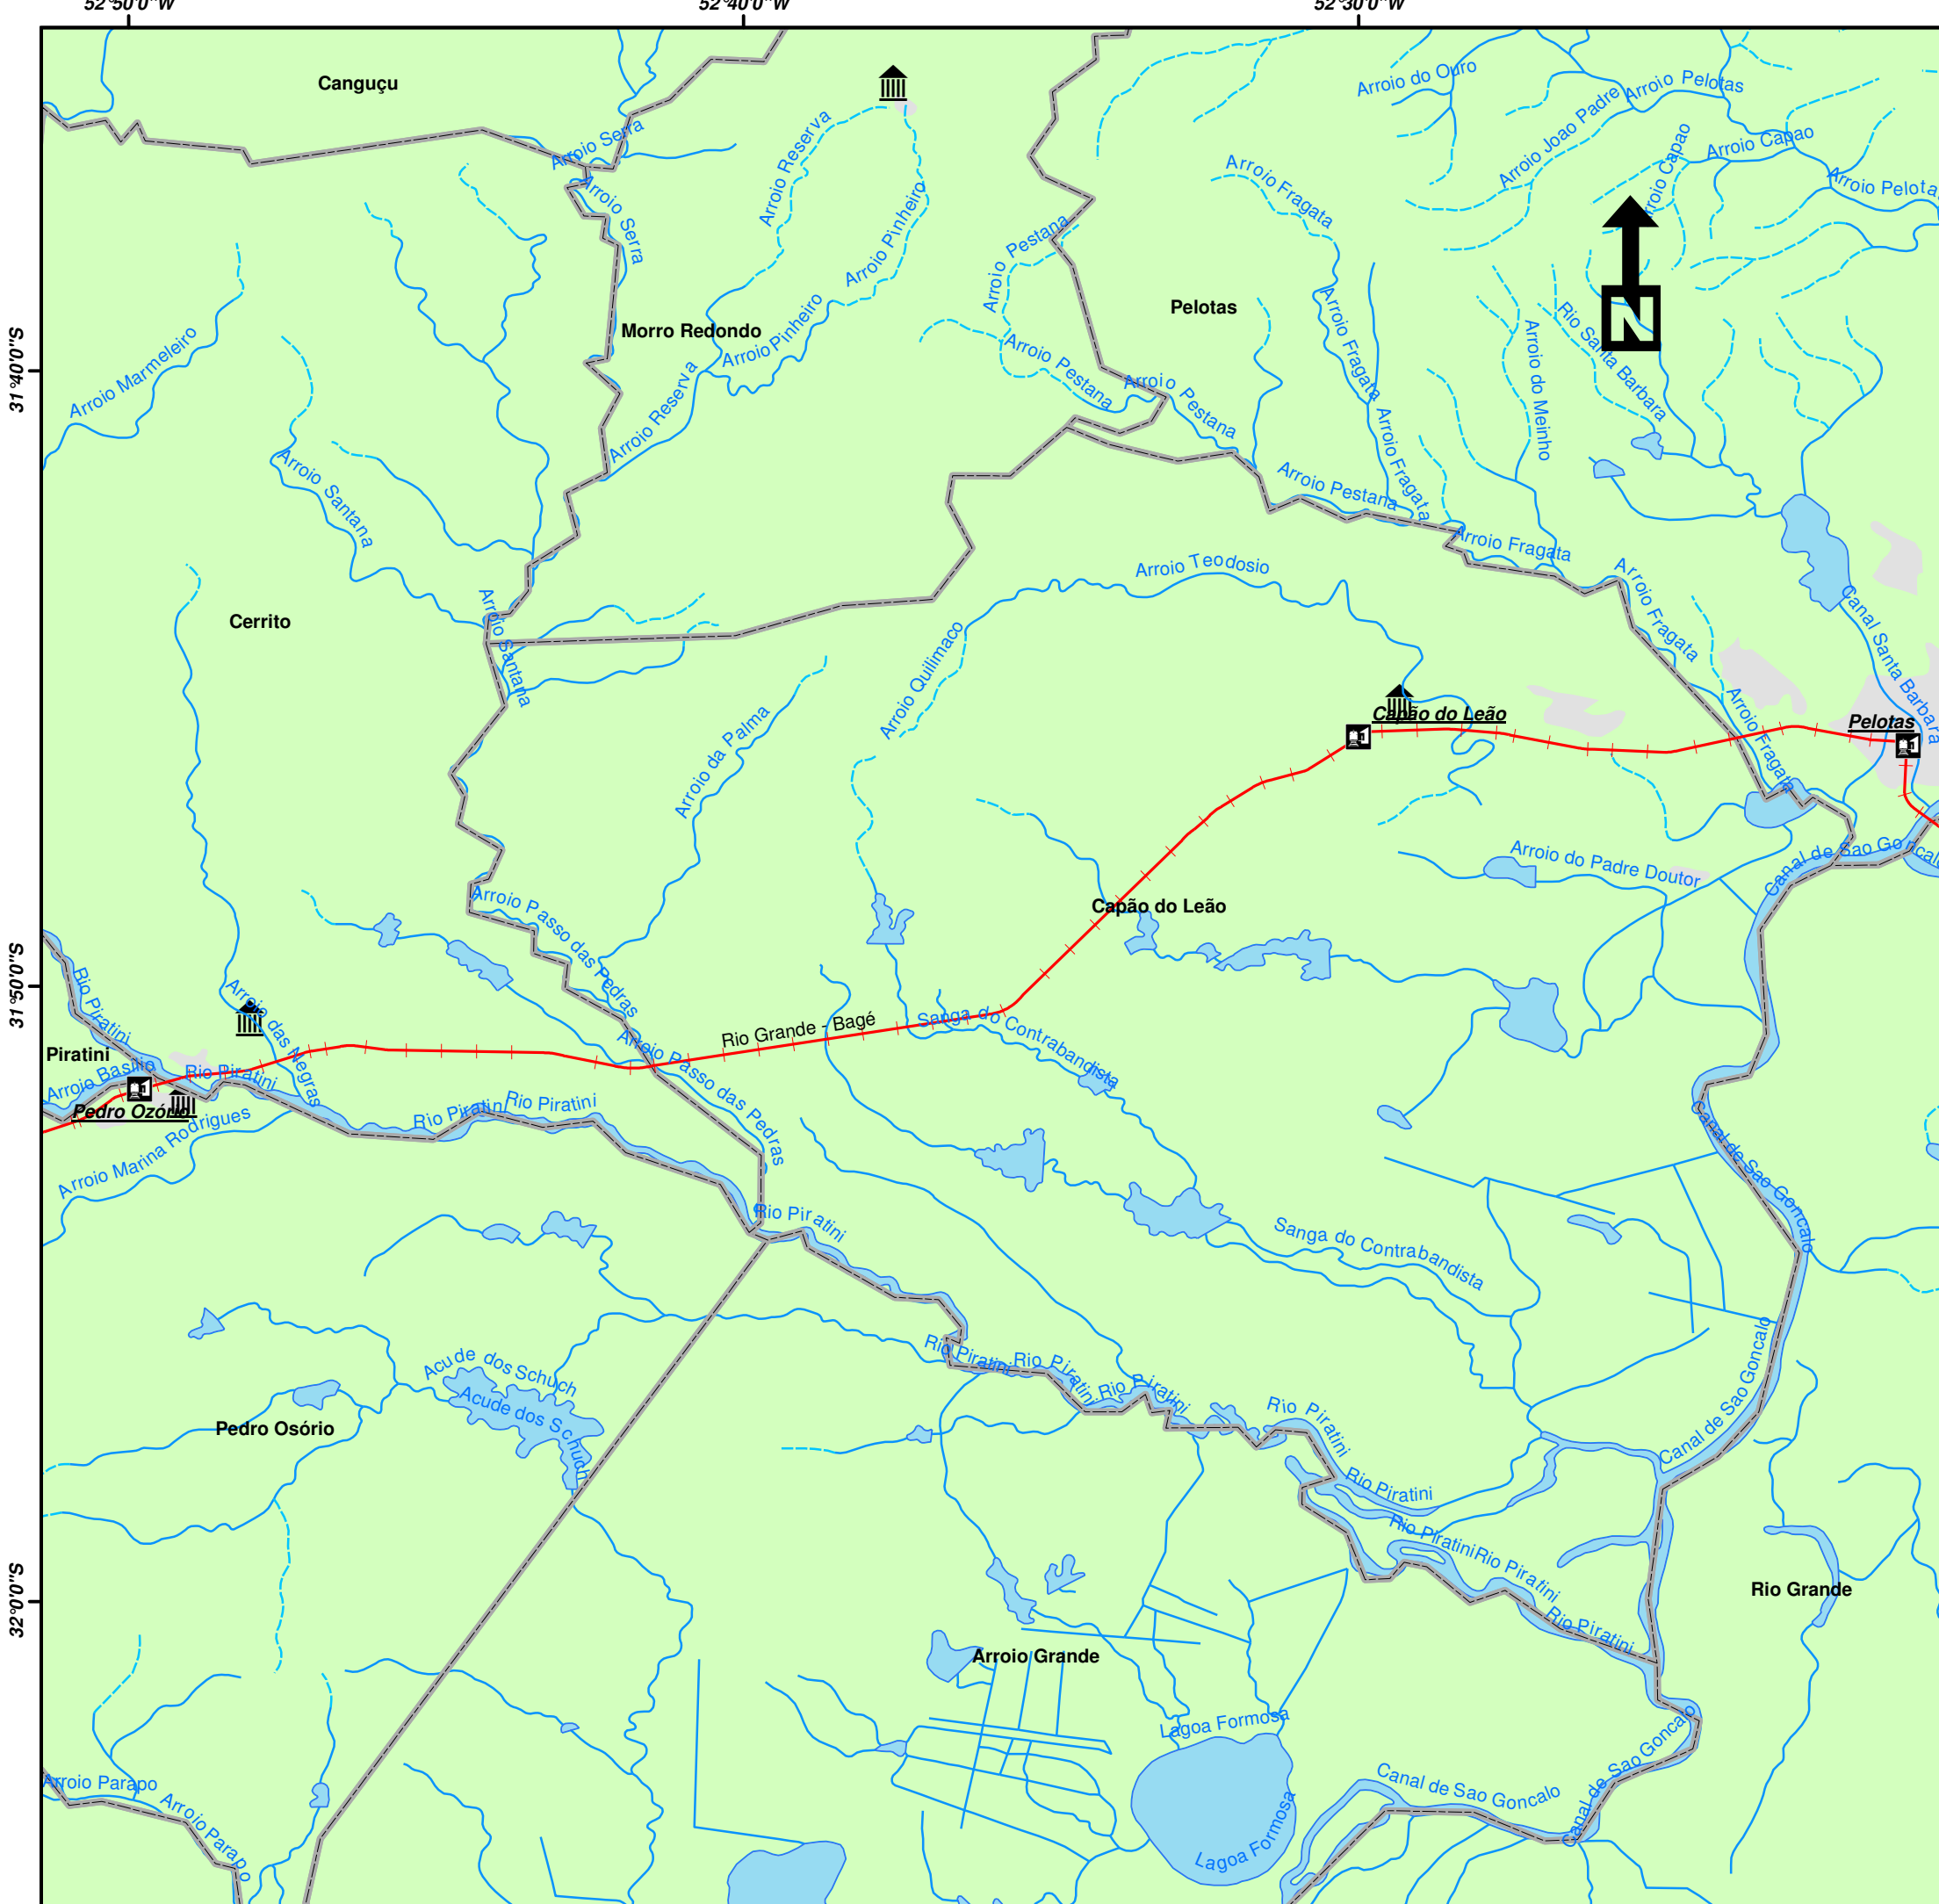 52°50'0"W
52°40'0"W
52°30'0"W
Canguçu
Arroio do Ouro
Arroio Pelotas
Arroio Joao Padre
Arroio Serra
Arroio Reserva
Arroio Capao
Arroio Capao
Arroio Fragata
Arroio Pelota
Arroio Serra
Arroio Pinheiro
Arroio Pestana
N
Pelotas
Morro Redondo
Arroio Pinheiro
Arroio Marmeleiro
31°40'0"S
Arroio Reserva
Arroio Pestana
Arroio Pestana
Arroio Fragata
Arroio Fragata
Arroio do Meinho
Rio Santa Barbara
Arroio Santana
Arroio Pestana
Arroio Fragata
Arroio Teodosio
Arroio Fragata
Canal Santa Barbara
Cerrito
Arroio Santana
Arroio Quilimaco
Arroio da Palma
Arroio Fragata
Capão do Leão
Pelotas
Arroio do Padre Doutor
Canal de Sao Goncalo
Capão do Leão
Arroio Passo das Pedras
31°50'0"S
Rio Piratini
Arroio das Negras
Rio Grande - Bagé
Sanga do Contrabandista
Piratini
Arroio Basilio
Rio Piratini
Arroio Passo das Pedras
Pedro Ozório
Rio Piratini
Rio Piratini
Arroio Marina Rodrigues
Canal de Sao Goncalo
Rio Piratini
Sanga do Contrabandista
Rio Piratini
Rio Piratini
Rio Piratini
Acude dos Schuch
Acude dos Schuch
Canal de Sao Goncalo
Pedro Osório
Rio Piratini
Rio Piratini
Rio Piratini
Rio Piratini
Rio Piratini
Rio Grande
32°0'0"S
Arroio Grande
Lagoa Formosa
Canal de Sao Goncalo
Canal de Sao Goncalo
Arroio Parapo
Arroio Parapo
Lagoa Formosa